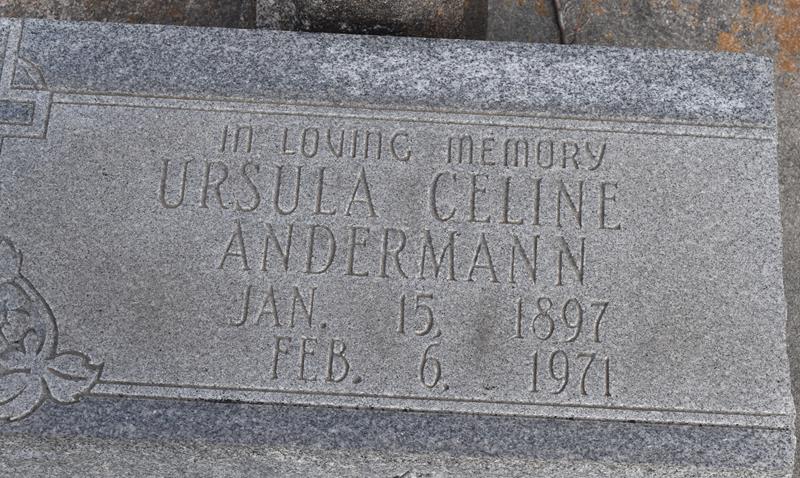 IN LOVING MEMORY
URSULA CELINE
ANDERMANN
JAN. 15, 1897
FEB. 6, 1971